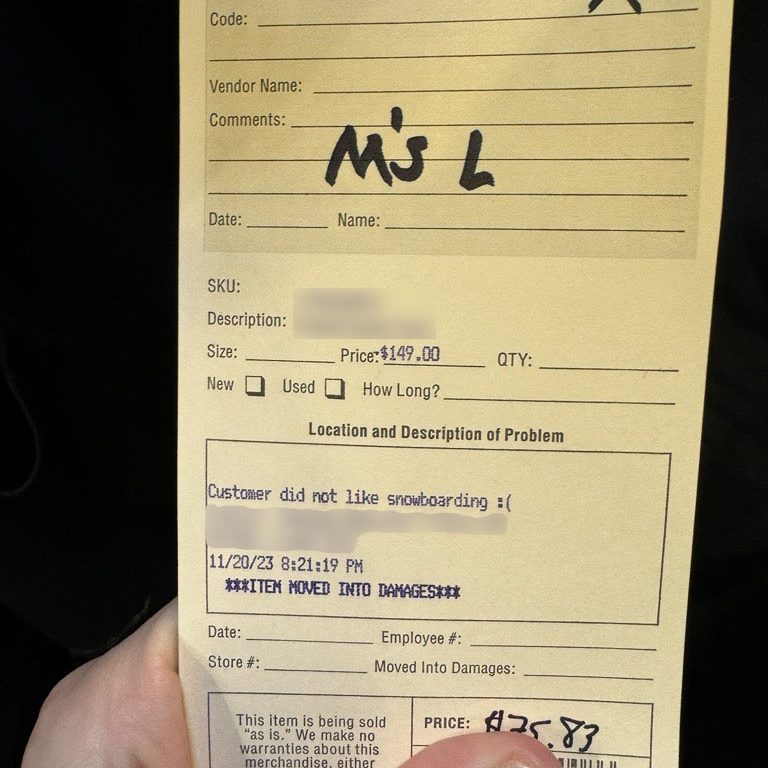 Code:
Vendor Name:
Comments:
M's L
Date: Name:
SKU:
Description:
Size: Price: $149.00 QTY:
New Used How Long?
Location and Description of Problem
Customer did not like snowboarding :(
11/20/23 8:21:19 PM
***ITEM MOVED INTO DAMAGES***
Date: Employee #:
Store #: Moved Into Damages:
This item is being sold
"as is." We make no
warranties about this
merchandise, either
PRICE: $75.83